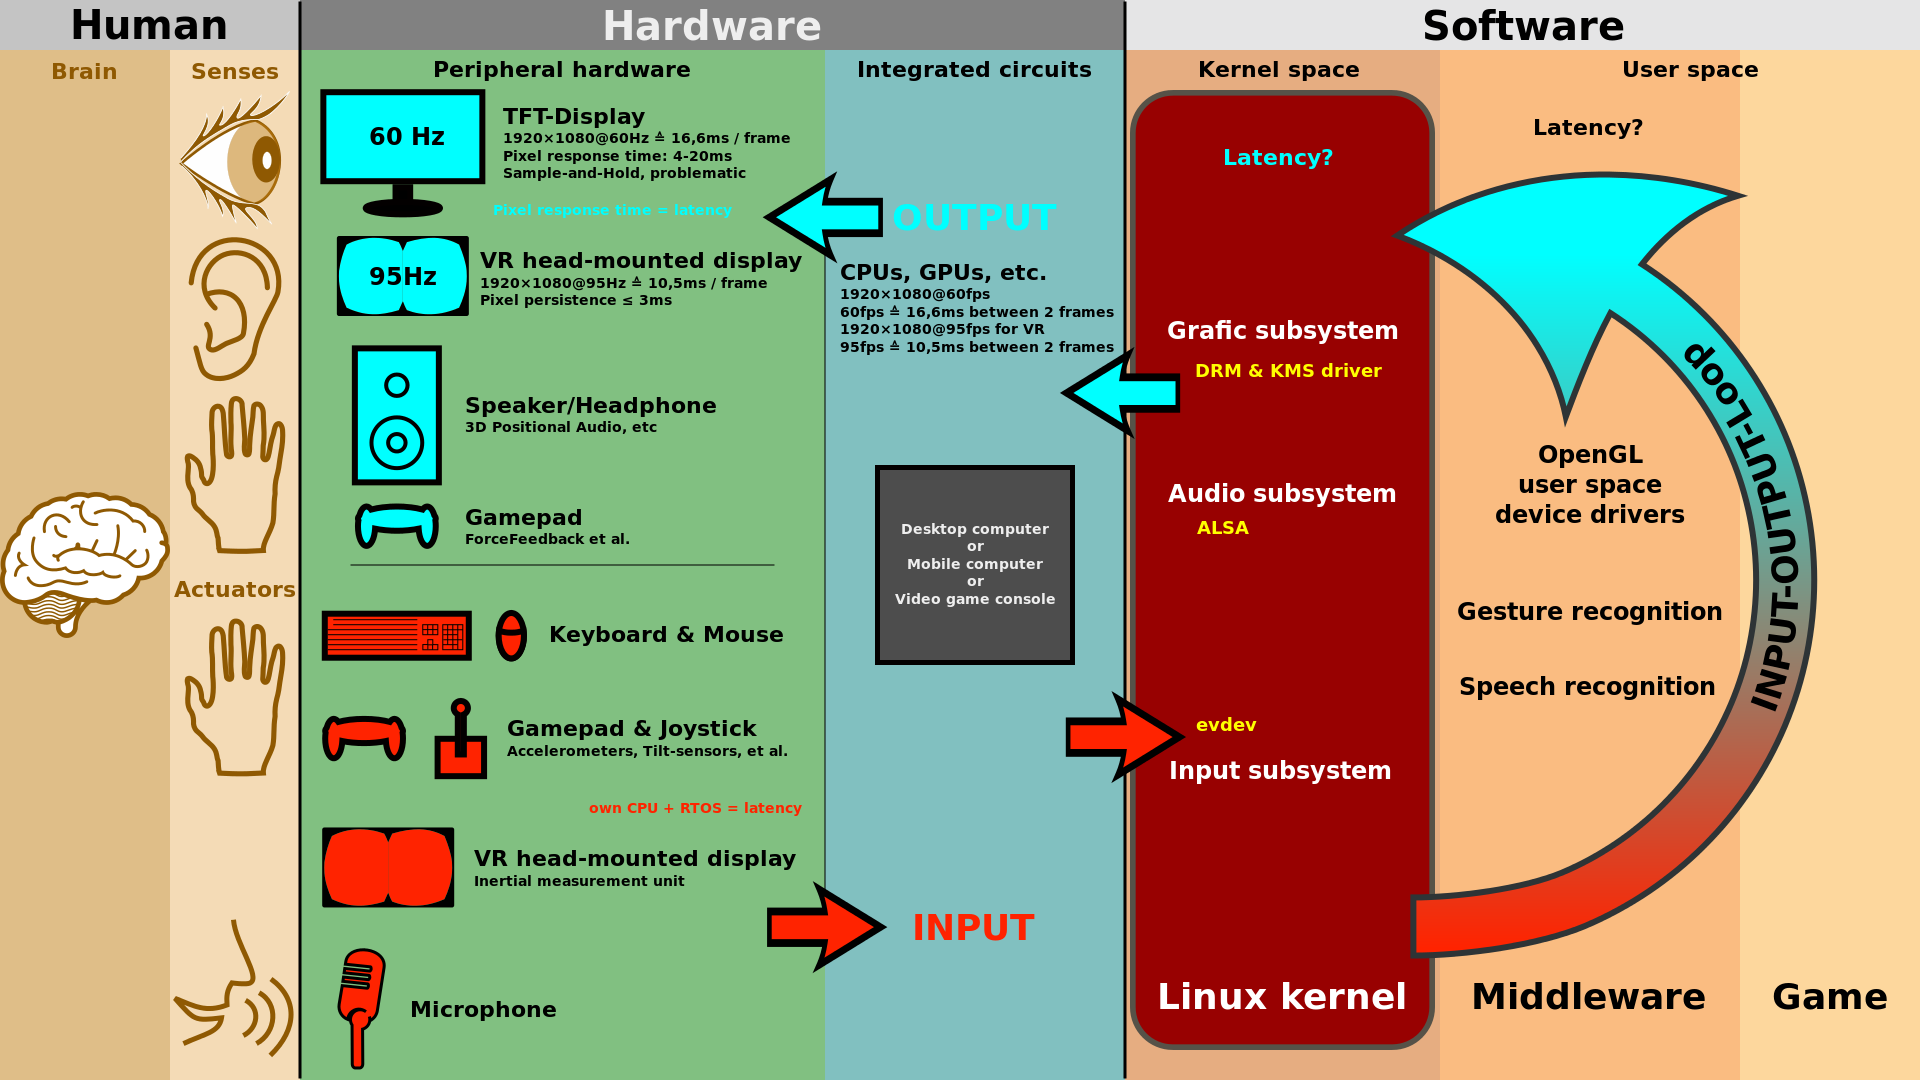 Human
Hardware
Software
Brain
Senses
Peripheral hardware
Integrated circuits
Kernel space
User space
60 Hz
TFT-Display
1920×1080@60Hz ≙ 16,6ms / frame
Pixel response time: 4-20ms
Sample-and-Hold, problematic
Pixel response time = latency
95Hz
VR head-mounted display
1920×1080@95Hz ≙ 10,5ms / frame
Pixel persistence ≤ 3ms
Speaker/Headphone
3D Positional Audio, etc
Gamepad
ForceFeedback et al.
Actuators
Keyboard & Mouse
Gamepad & Joystick
Accelerometers, Tilt-sensors, et al.
own CPU + RTOS = latency
VR head-mounted display
Inertial measurement unit
Microphone
OUTPUT
CPUs, GPUs, etc.
1920×1080@60fps
60fps ≙ 16,6ms between 2 frames
1920×1080@95fps for VR
95fps ≙ 10,5ms between 2 frames
Desktop computer
or
Mobile computer
or
Video game console
INPUT
Latency?
Grafic subsystem
DRM & KMS driver
Audio subsystem
ALSA
evdev
Input subsystem
Linux kernel
Latency?
OpenGL
user space
device drivers
Gesture recognition
Speech recognition
INPUT-OUTPUT-Loop
Middleware
Game